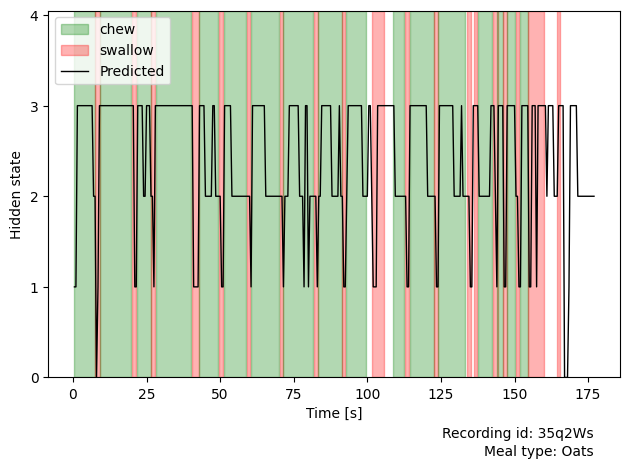 chew
swallow
Predicted
Hidden state
4
3
2
1
0
0 25 50 75 100 125 150 175
Time [s]
Recording id: 35q2Ws
Meal type: Oats